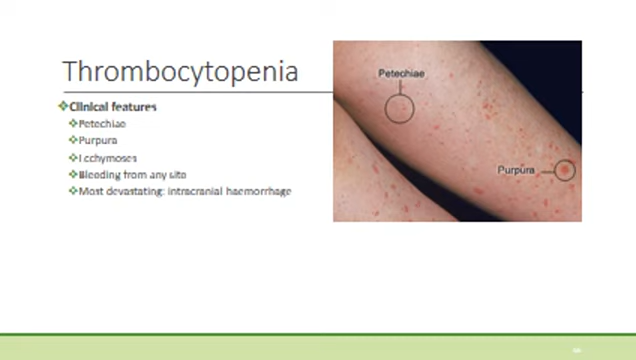 Thrombocytopenia
Clinical features
Petechiae
Purpura
Ecchymoses
Bleeding from any site
Most devastating: intracranial haemorrhage
Petechiae
Purpura